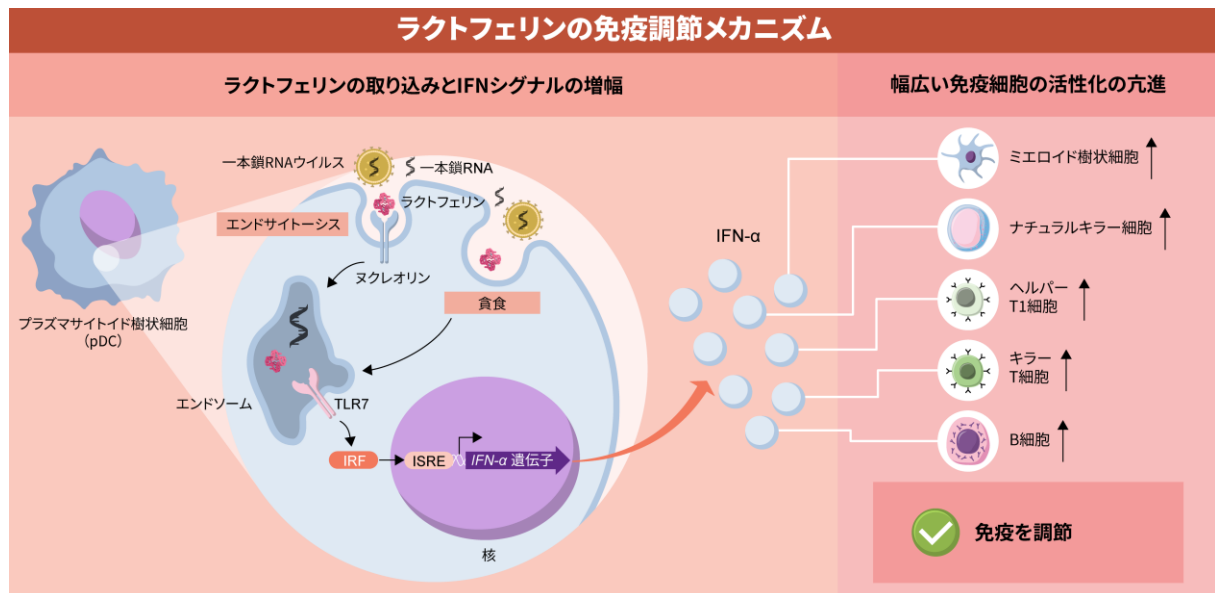 ラクトフェリンの免疫調節メカニズム
ラクトフェリンの取り込みとIFNシグナルの増幅
幅広い免疫細胞の活性化の亢進
プラズマサイトイド樹状細胞
(pDC)
一本鎖RNAウイルス
一本鎖RNA
ラクトフェリン
エンドサイトーシス
ヌクレオリン
貪食
エンドソーム
TLR7
IRF
ISRE
IFN-α 遺伝子
核
IFN-α
ミエロイド樹状細胞
ナチュラルキラー細胞
ヘルパー
T1細胞
キラー
T細胞
B細胞
免疫を調節